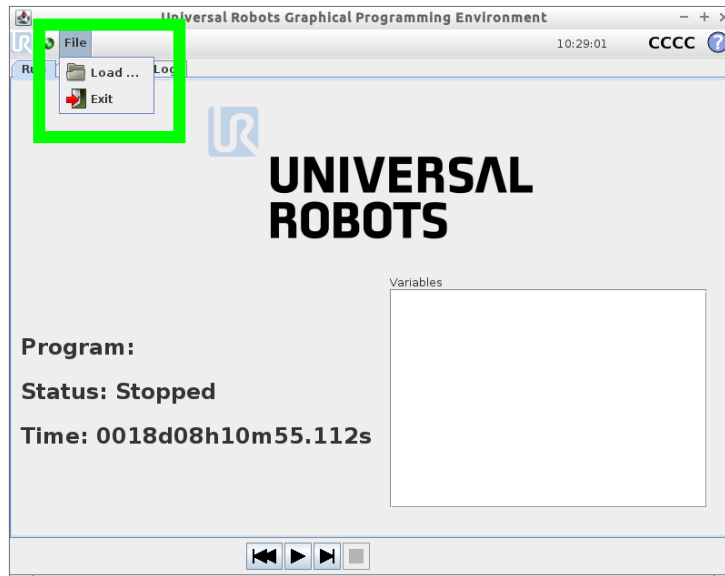 Universal Robots Graphical Programming Environment
File
10:29:01
CCCC
?
Load ...
Log
Exit
UNIVERSAL
ROBOTS
Variables
Program:
Status: Stopped
Time: 0018d08h10m55.112s